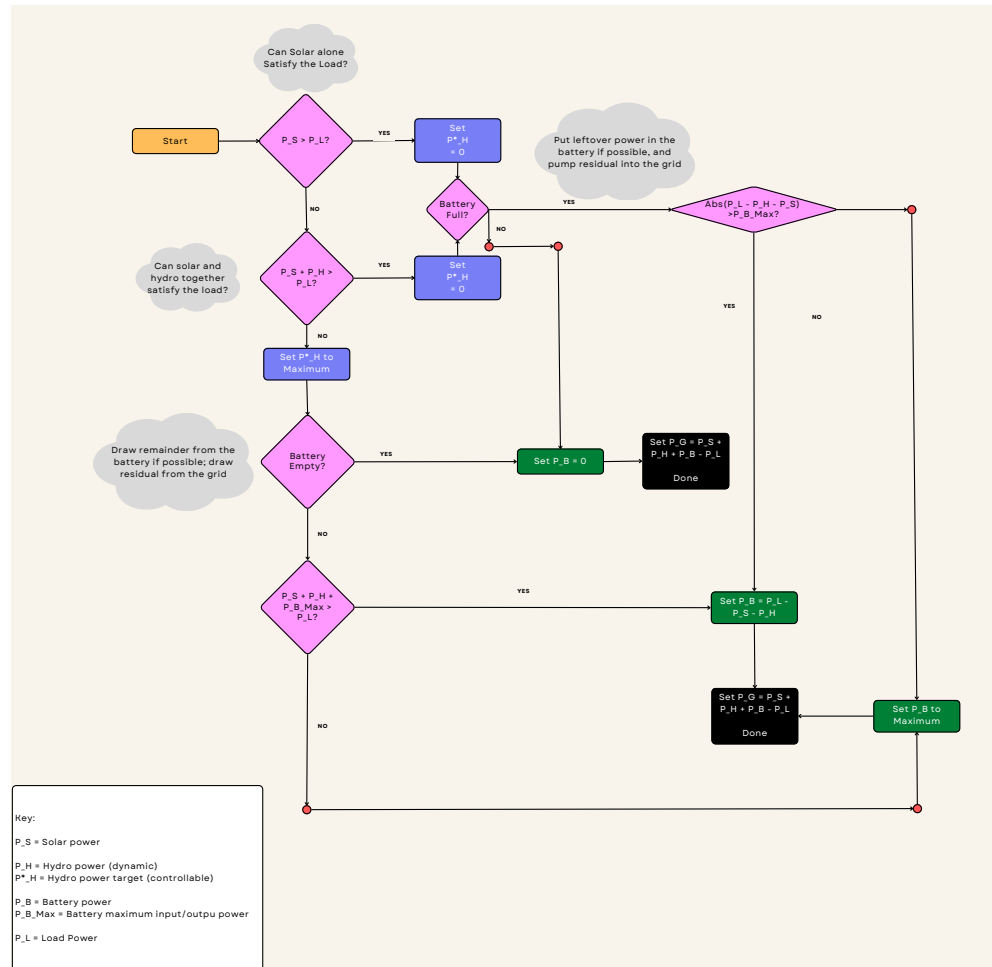 Can Solar alone
Satisfy the Load?
Start
P_S > P_L?
YES
Set
P*_H
= 0
Put leftover power in the
battery if possible, and
pump residual into the grid
NO
Battery
Full?
YES
Abs(P_L - P_H - P_S)
>P_B_Max?
NO
Can solar and
hydro together
satisfy the load?
P_S + P_H >
P_L?
YES
Set
P*_H
= 0
YES
NO
NO
Set P*_H to
Maximum
Draw remainder from the
battery if possible; draw
residual from the grid
Battery
Empty?
YES
Set P_B = 0
Set P_G = P_S +
P_H + P_B - P_L
Done
NO
P_S + P_H +
P_B_Max >
P_L?
YES
Set P_B = P_L -
P_S - P_H
NO
Set P_G = P_S +
P_H + P_B - P_L
Done
Set P_B to
Maximum
Key:
P_S = Solar power
P_H = Hydro power (dynamic)
P*_H = Hydro power target (controllable)
P_B = Battery power
P_B_Max = Battery maximum input/outpu power
P_L = Load Power